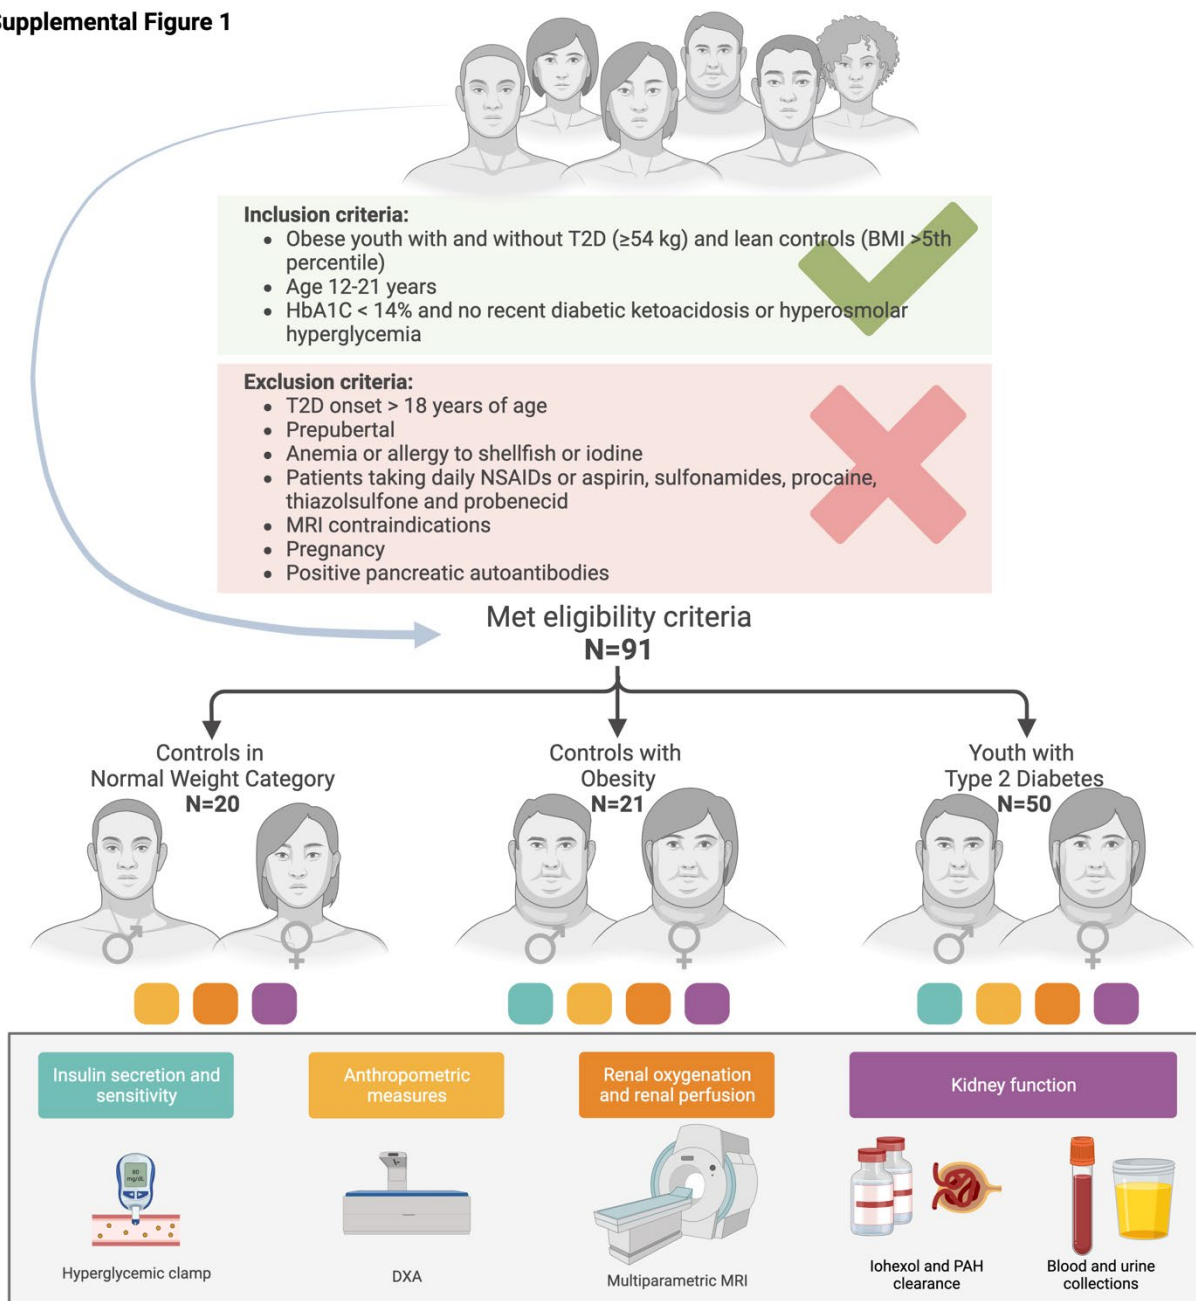 Supplemental Figure 1
Inclusion criteria:
• Obese youth with and without T2D (≥54 kg) and lean controls (BMI >5th
percentile)
• Age 12-21 years
• HbA1C < 14% and no recent diabetic ketoacidosis or hyperosmolar
hyperglycemia
Exclusion criteria:
• T2D onset > 18 years of age
• Prepubertal
• Anemia or allergy to shellfish or iodine
• Patients taking daily NSAIDs or aspirin, sulfonamides, procaine,
thiazolsulfone and probenecid
• MRI contraindications
• Pregnancy
• Positive pancreatic autoantibodies
Met eligibility criteria
N=91
Controls in
Normal Weight Category
N=20
Controls with
Obesity
N=21
Youth with
Type 2 Diabetes
N=50
Insulin secretion and
sensitivity
Anthropometric
measures
Renal oxygenation
and renal perfusion
Kidney function
80
mg/dL
Hyperglycemic clamp
DXA
Multiparametric MRI
Iohexol and PAH
clearance
Blood and urine
collections